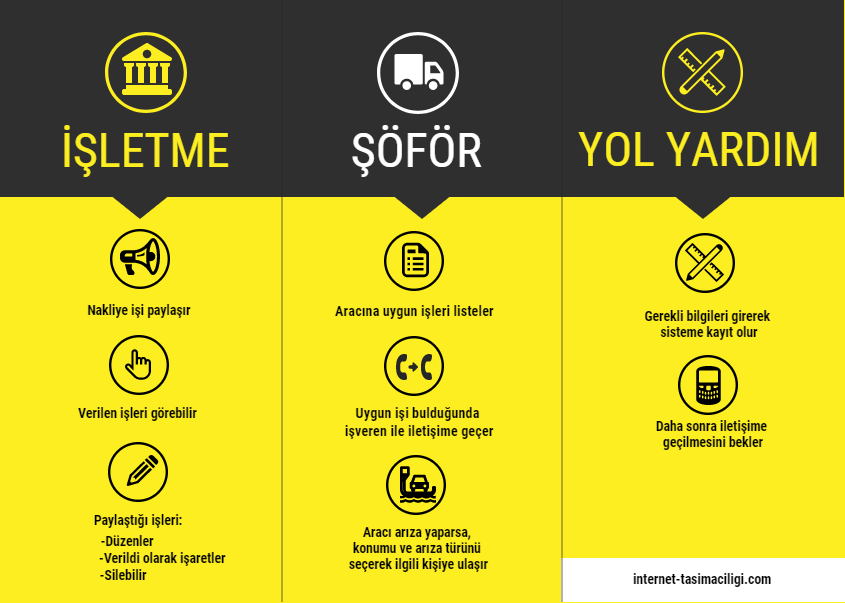 İŞLETME
Nakliye işi paylaşır
Verilen işleri görebilir
Paylaştığı işleri:
-Düzenler
-Verildi olarak işaretler
-Silebilir
ŞÖFÖR
Aracına uygun işleri listeler
Uygun işi bulduğunda
işveren ile iletişime geçer
Aracı arıza yaparsa,
konumu ve arıza türünü
seçerek ilgili kişiye ulaşır
YOL YARDIM
Gerekli bilgileri girerek
sisteme kayıt olur
Daha sonra iletişime
geçilmesini bekler
internet-tasimaciligi.com